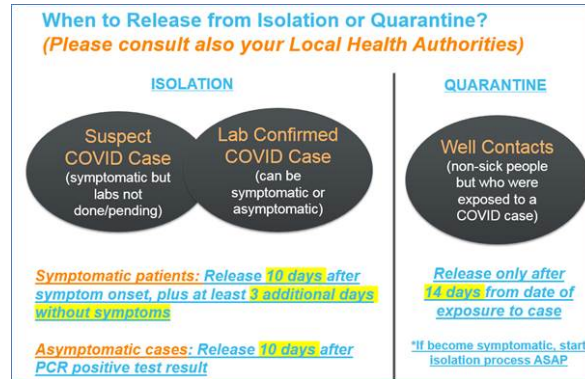 When to Release from Isolation or Quarantine?
(Please consult also your Local Health Authorities)
ISOLATION
Suspect
COVID Case
(symptomatic but
labs not
done/pending)
Lab Confirmed
COVID Case
(can be
symptomatic or
asymptomatic)
Symptomatic patients: Release 10 days after
symptom onset, plus at least 3 additional days
without symptoms
Asymptomatic cases: Release 10 days after
PCR positive test result
QUARANTINE
Well Contacts
(non-sick people
but who were
exposed to a
COVID case)
Release only after
14 days from date of
exposure to case
*If become symptomatic, start
isolation process ASAP